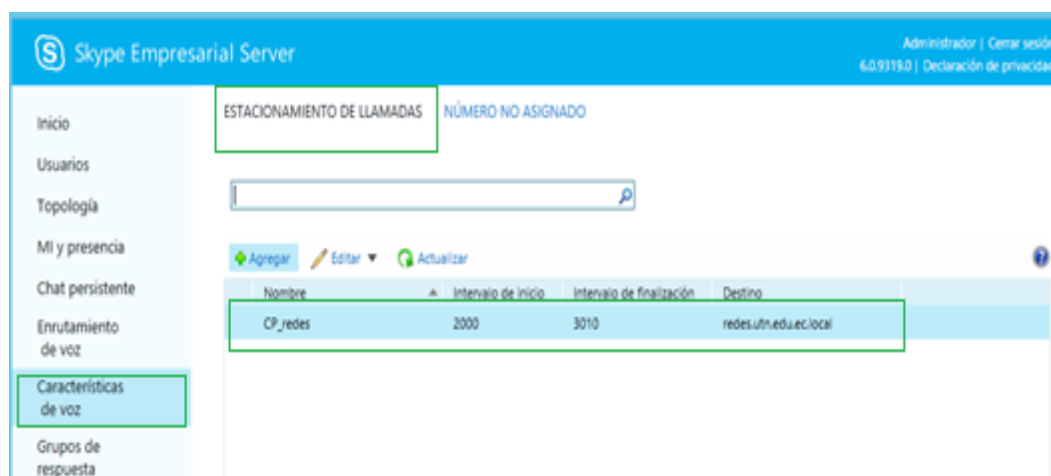 Skype Empresarial Server
Administrador | Cerrar sesión
6.0.9319.0 | Declaración de privacidad
Inicio
Usuarios
Topología
MI y presencia
Chat persistente
Enrutamiento
de voz
Características
de voz
Grupos de
respuesta
ESTACIONAMIENTO DE LLAMADAS NÚMERO NO ASIGNADO
Agregar Editar Actualizar
Nombre Intervalo de inicio Intervalo de finalización Destino
CP_redes 2000 3010 redes.utn.edu.ec.local